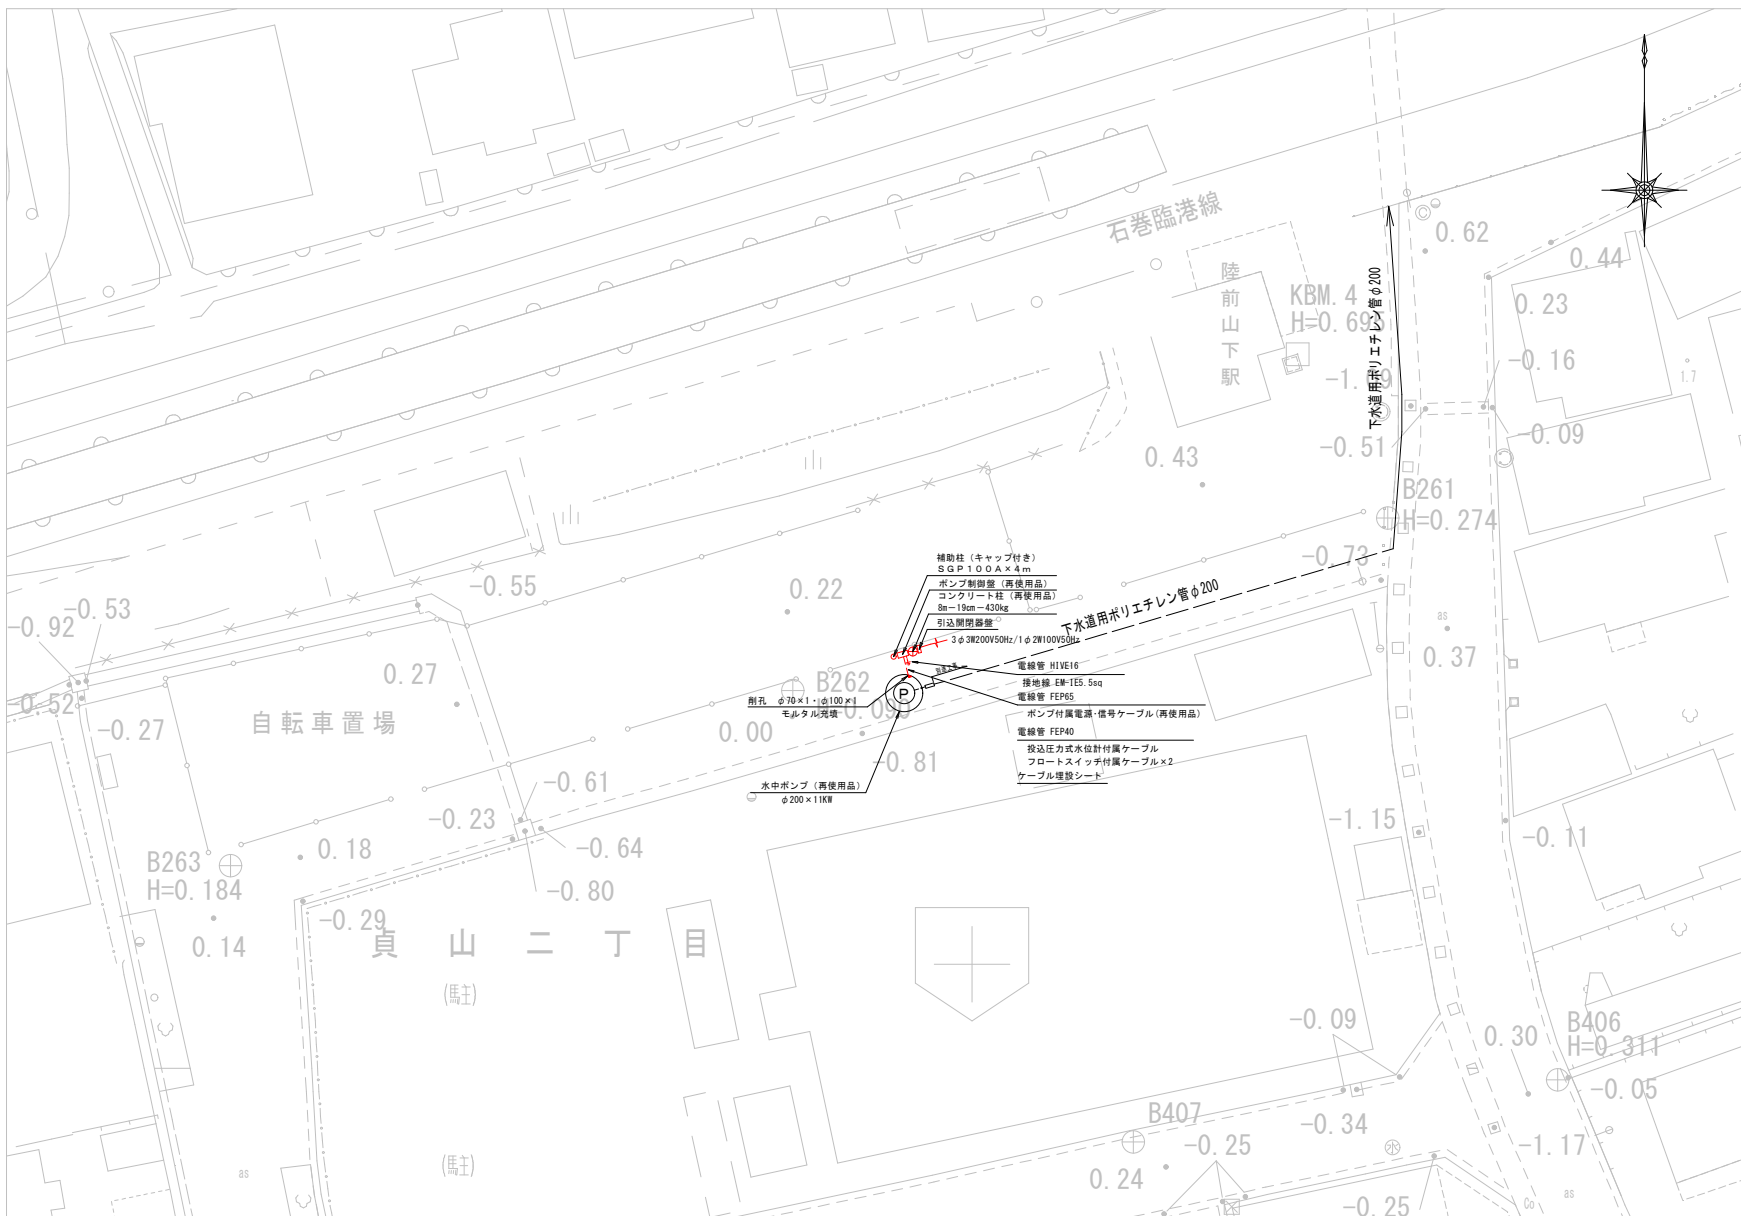 石巻臨港線
陸前山下駅
KBM.4
H=0.695
下水道用ポリエチレン管φ200
0.62
0.44
0.23
-0.16
1.7
-1.09
-0.51
-0.09
0.43
B261
H=0.274
-0.73
補助柱（キャップ付き）
SGP100A×4m
ポンプ制御盤（再使用品）
コンクリート柱（再使用品）
8m－19cm－430kg
引込開閉器盤
3φ3W200V50Hz/1φ2W100V50Hz
下水道用ポリエチレン管φ200
-0.55
0.22
-0.53
-0.92
-0.52
-0.27
0.27
自転車置場
B262
0.00
-0.81
P
電線管 HIVE16
接地線 EM-IE5.5sq
電線管 FEP65
ポンプ付属電源・信号ケーブル(再使用品)
電線管 FEP40
投込圧力式水位計付属ケーブル
フロートスイッチ付属ケーブル×2
ケーブル埋設シート
削孔　φ70×1・φ100×1
モルタル充填
水中ポンプ（再使用品）
φ200×11KW
as
0.37
-0.61
-0.23
-0.64
-0.80
0.18
B263
H=0.184
-0.29
0.14
-1.15
-0.11
貞山二丁目
(駐)
(駐)
as
-0.09
0.30
B406
H=0.311
-0.05
-0.34
B407
-0.25
0.24
水
-1.17
-0.25
Co
as